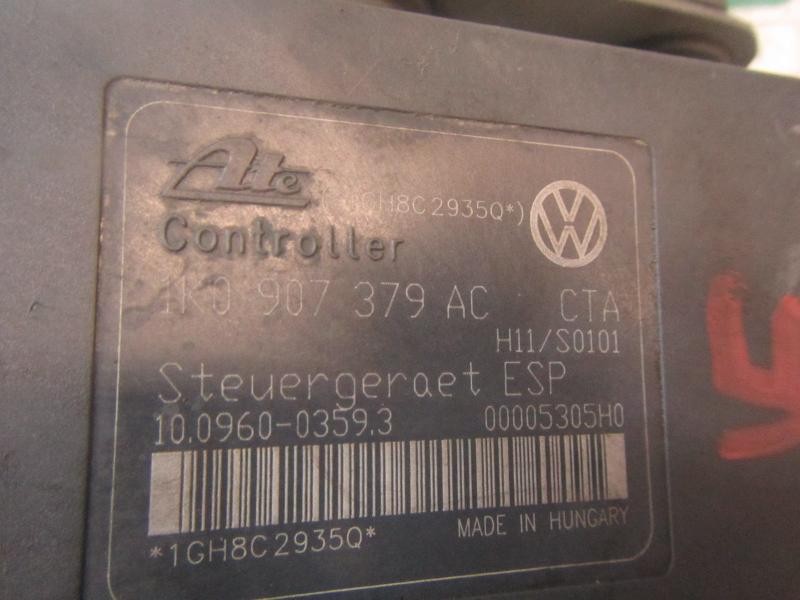 Ate
GH8C2935Q*)
Controller
1K0 907 379 AC CTA
H11/S0101
Steuergeraet ESP
10.0960-0359.3 00005305H0
*1GH8C2935Q*
MADE IN HUNGARY